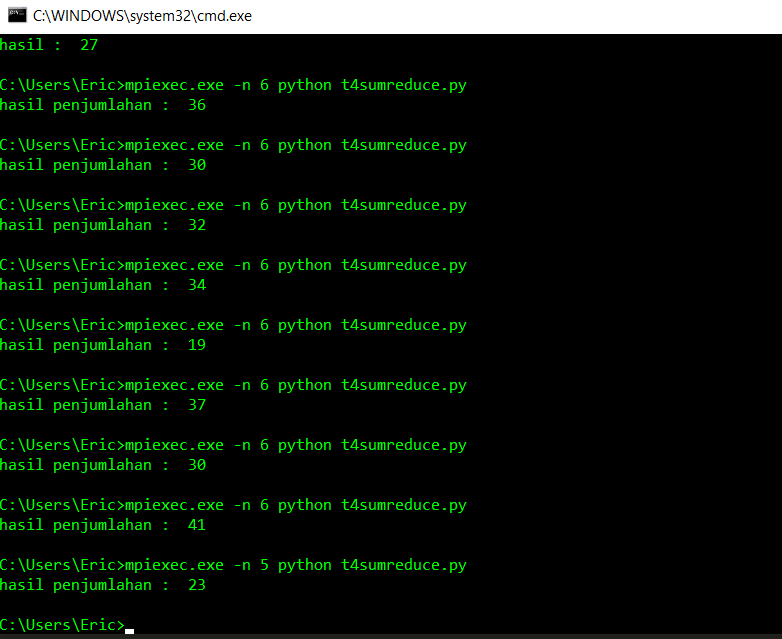 C:\WINDOWS\system32\cmd.exe
hasil :  27
C:\Users\Eric>mpiexec.exe -n 6 python t4sumreduce.py
hasil penjumlahan :  36
C:\Users\Eric>mpiexec.exe -n 6 python t4sumreduce.py
hasil penjumlahan :  30
C:\Users\Eric>mpiexec.exe -n 6 python t4sumreduce.py
hasil penjumlahan :  32
C:\Users\Eric>mpiexec.exe -n 6 python t4sumreduce.py
hasil penjumlahan :  34
C:\Users\Eric>mpiexec.exe -n 6 python t4sumreduce.py
hasil penjumlahan :  19
C:\Users\Eric>mpiexec.exe -n 6 python t4sumreduce.py
hasil penjumlahan :  37
C:\Users\Eric>mpiexec.exe -n 6 python t4sumreduce.py
hasil penjumlahan :  30
C:\Users\Eric>mpiexec.exe -n 6 python t4sumreduce.py
hasil penjumlahan :  41
C:\Users\Eric>mpiexec.exe -n 5 python t4sumreduce.py
hasil penjumlahan :  23
C:\Users\Eric>